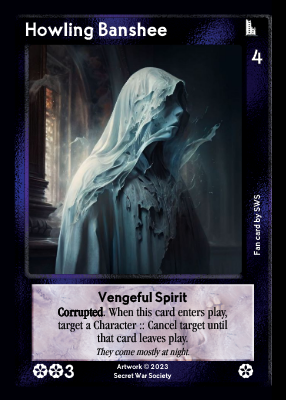 Howling Banshee
4
Fan card by SWS
Vengeful Spirit
Corrupted. When this card enters play,
target a Character :: Cancel target until
that card leaves play.
They come mostly at night.
3
Artwork © 2023
Secret War Society